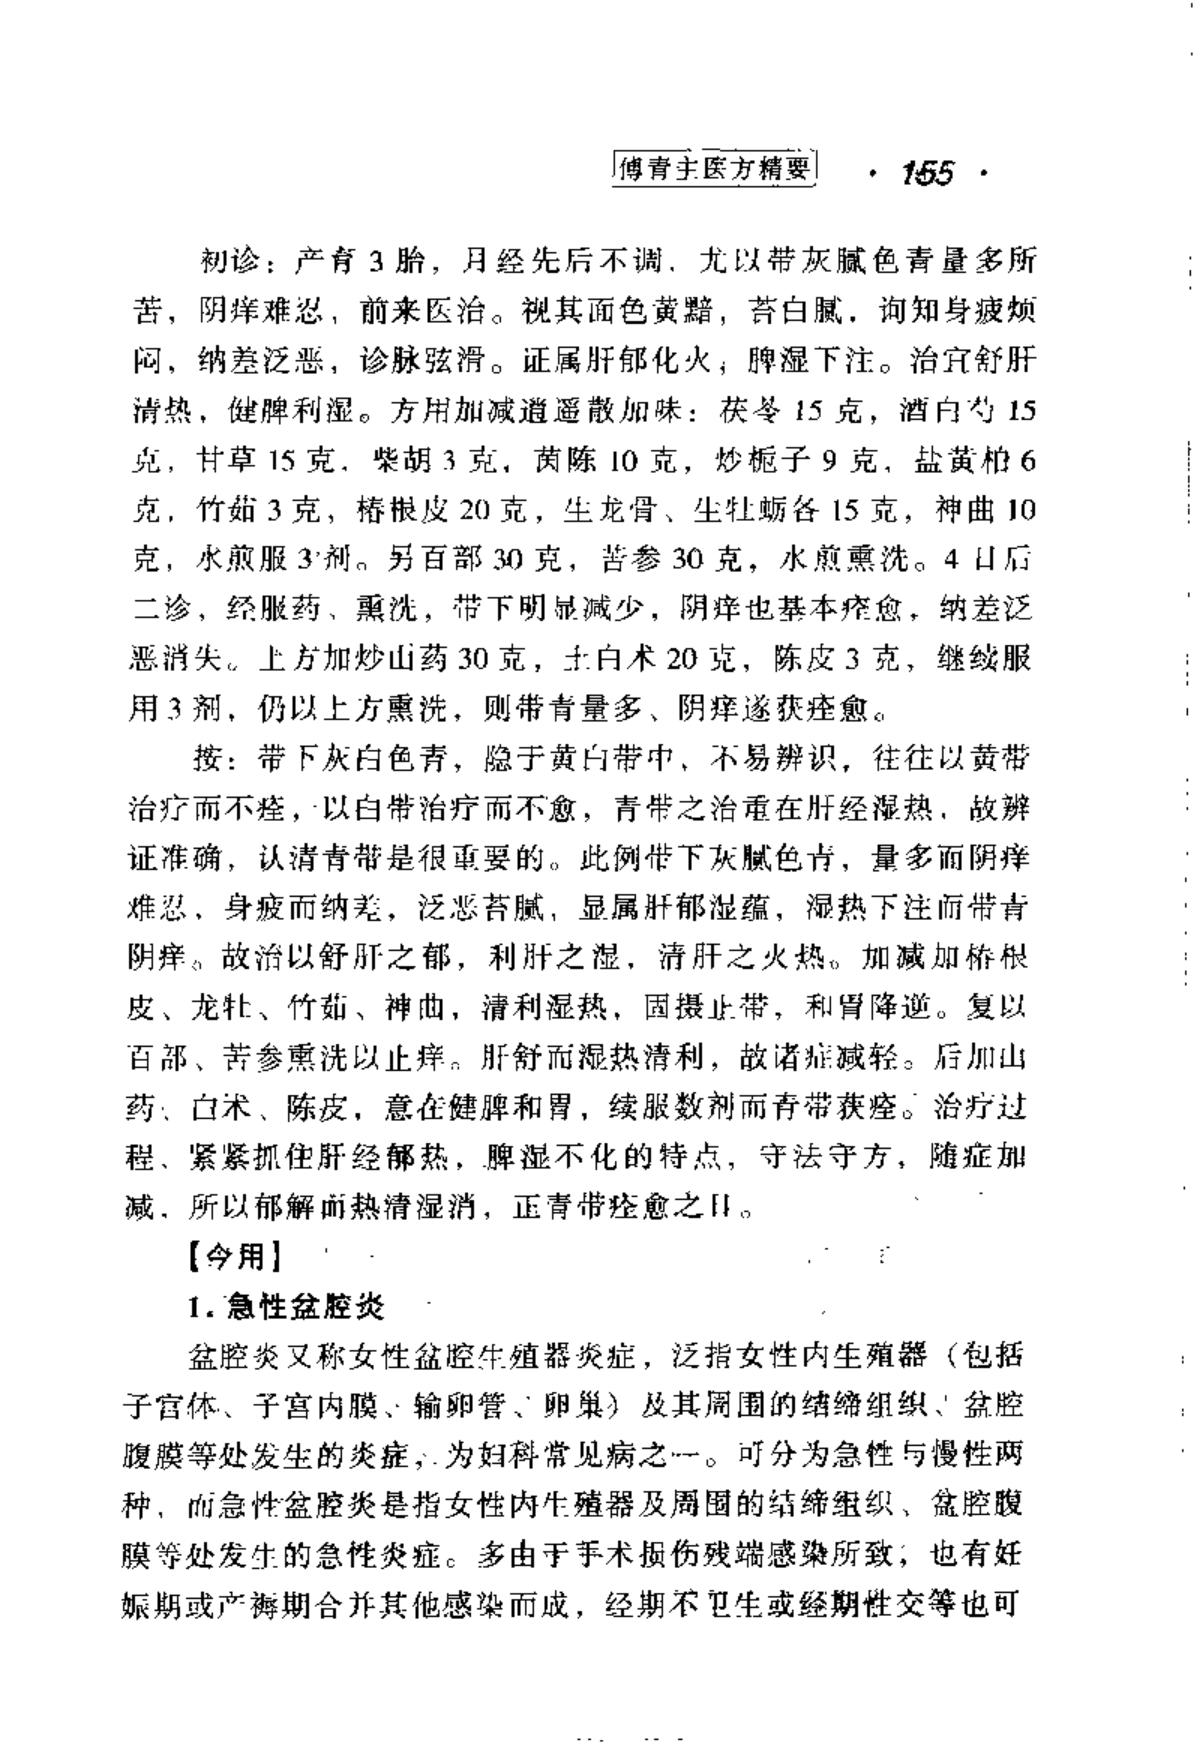 傅青主医方精要 · 155 ·
初诊：产育 3 胎，月经先后不调，尤以带灰腻色青量多所
苦，阴痒难忍，前来医治。视其面色黄黯，苔白腻，询知身疲烦
闷，纳差泛恶，诊脉弦滑。证属肝郁化火，脾湿下注。治宜舒肝
清热，健脾利湿。方用加减逍遥散加味：茯苓 15 克，酒白芍 15
克，甘草 15 克，柴胡 3 克，茵陈 10 克，炒栀子 9 克，盐黄柏 6
克，竹茹 3 克，椿根皮 20 克，生龙骨、生牡蛎各 15 克，神曲 10
克，水煎服 3 剂。另百部 30 克，苦参 30 克，水煎熏洗。4 日后
二诊，经服药、熏洗，带下明显减少，阴痒也基本痊愈，纳差泛
恶消失。上方加炒山药 30 克，土白术 20 克，陈皮 3 克，继续服
用 3 剂，仍以上方熏洗，则带青量多、阴痒遂获痊愈。
按：带下灰白色青，隐于黄白带中，不易辨识，往往以黄带
治疗而不痊，以白带治疗而不愈，青带之治重在肝经湿热，故辨
证准确，认清青带是很重要的。此例带下灰腻色青，量多而阴痒
难忍，身疲而纳差，泛恶苔腻，显属肝郁湿蕴，湿热下注而带青
阴痒。故治以舒肝之郁，利肝之湿，清肝之火热。加减加椿根
皮、龙牡、竹茹、神曲，清利湿热，固摄止带，和胃降逆。复以
百部、苦参熏洗以止痒。肝舒而湿热清利，故诸症减轻。后加山
药、白术、陈皮，意在健脾和胃，续服数剂而青带获痊。治疗过
程，紧紧抓住肝经郁热，脾湿不化的特点，守法守方，随症加
减，所以郁解而热清湿消，正青带痊愈之日。
【今用】
1. 急性盆腔炎
盆腔炎又称女性盆腔生殖器炎症，泛指女性内生殖器（包括
子宫体、子宫内膜、输卵管、卵巢）及其周围的结缔组织、盆腔
腹膜等处发生的炎症，为妇科常见病之一。可分为急性与慢性两
种，而急性盆腔炎是指女性内生殖器及周围的结缔组织、盆腔腹
膜等处发生的急性炎症。多由于手术损伤残端感染所致，也有妊
娠期或产褥期合并其他感染而成，经期不卫生或经期性交等也可